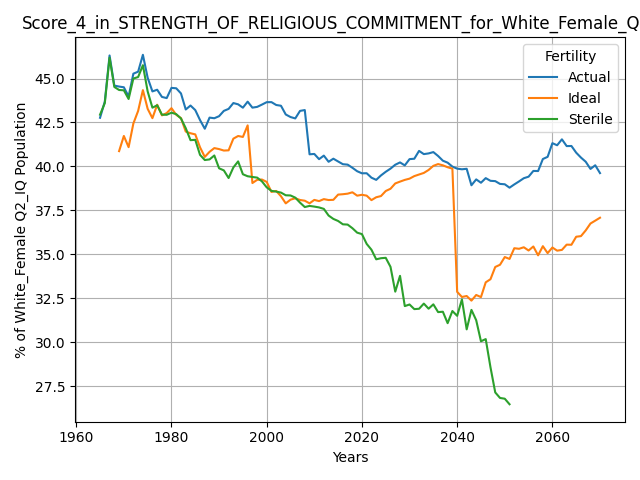 Score_4_in_STRENGTH_OF_RELIGIOUS_COMMITMENT_for_White_Female_Q
Fertility
Actual
Ideal
Sterile
% of White_Female Q2_IQ Population
45.0
42.5
40.0
37.5
35.0
32.5
30.0
27.5
1960
1980
2000
2020
2040
2060
Years